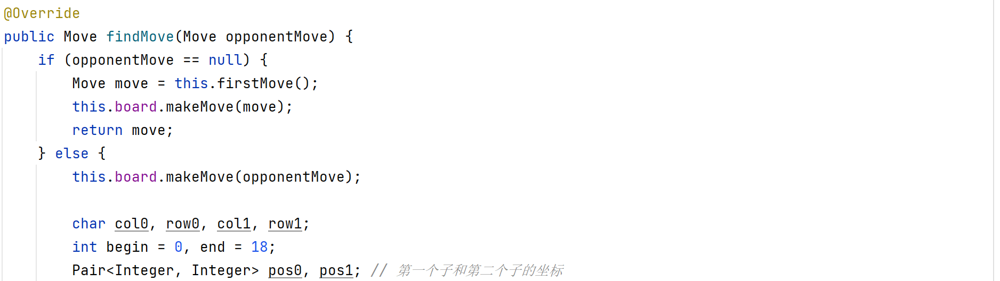 @Override
public Move findMove(Move opponentMove) {
    if (opponentMove == null) {
        Move move = this.firstMove();
        this.board.makeMove(move);
        return move;
    } else {
        this.board.makeMove(opponentMove);

        char col0, row0, col1, row1;
        int begin = 0, end = 18;
        Pair<Integer, Integer> pos0, pos1; // 第一个子和第二个子的坐标